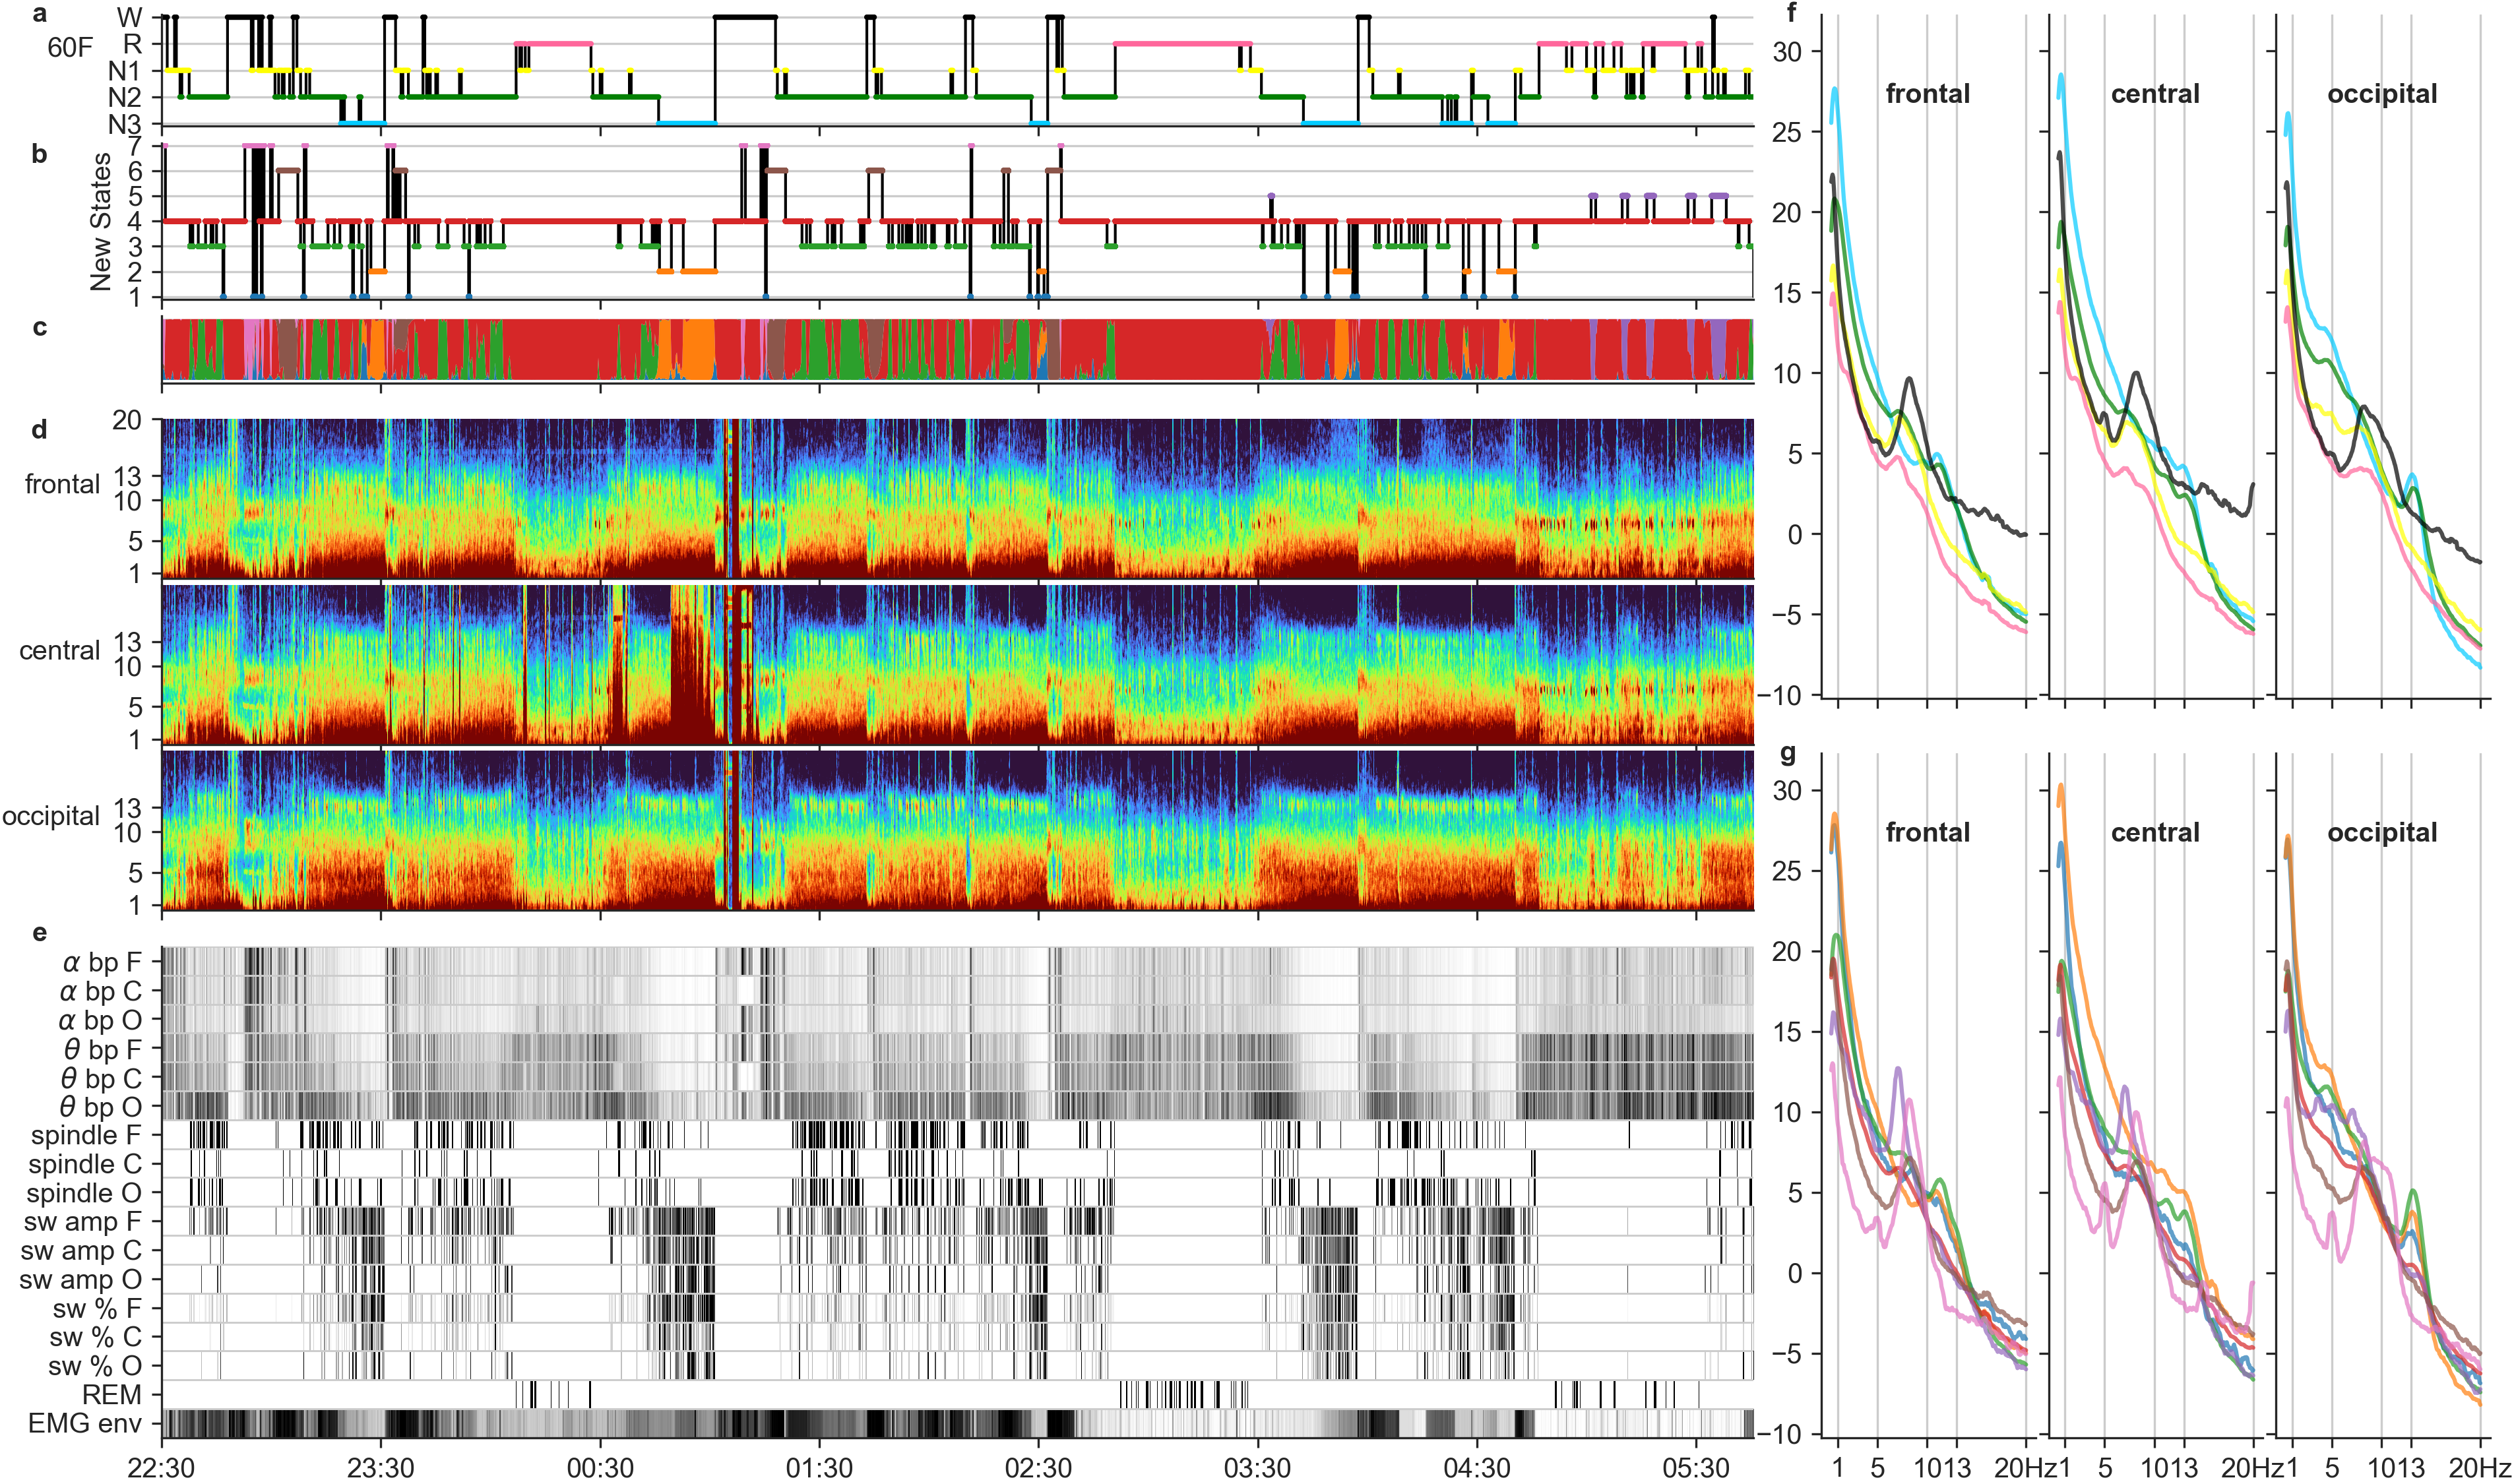 a
60F
W
R
N1
N2
N3
b
New States
7
6
5
4
3
2
1
c
d
frontal
20
13
10
5
1
central
13
10
5
1
occipital
13
10
5
1
e
α bp F
α bp C
α bp O
θ bp F
θ bp C
θ bp O
spindle F
spindle C
spindle O
sw amp F
sw amp C
sw amp O
sw % F
sw % C
sw % O
REM
EMG env
22:30 23:30 00:30 01:30 02:30 03:30 04:30 05:30
f
frontal central occipital
30
25
20
15
10
5
0
−5
−10
g
frontal central occipital
30
25
20
15
10
5
0
−5
−10
1 5 1013 20Hz 1 5 1013 20Hz 1 5 1013 20Hz